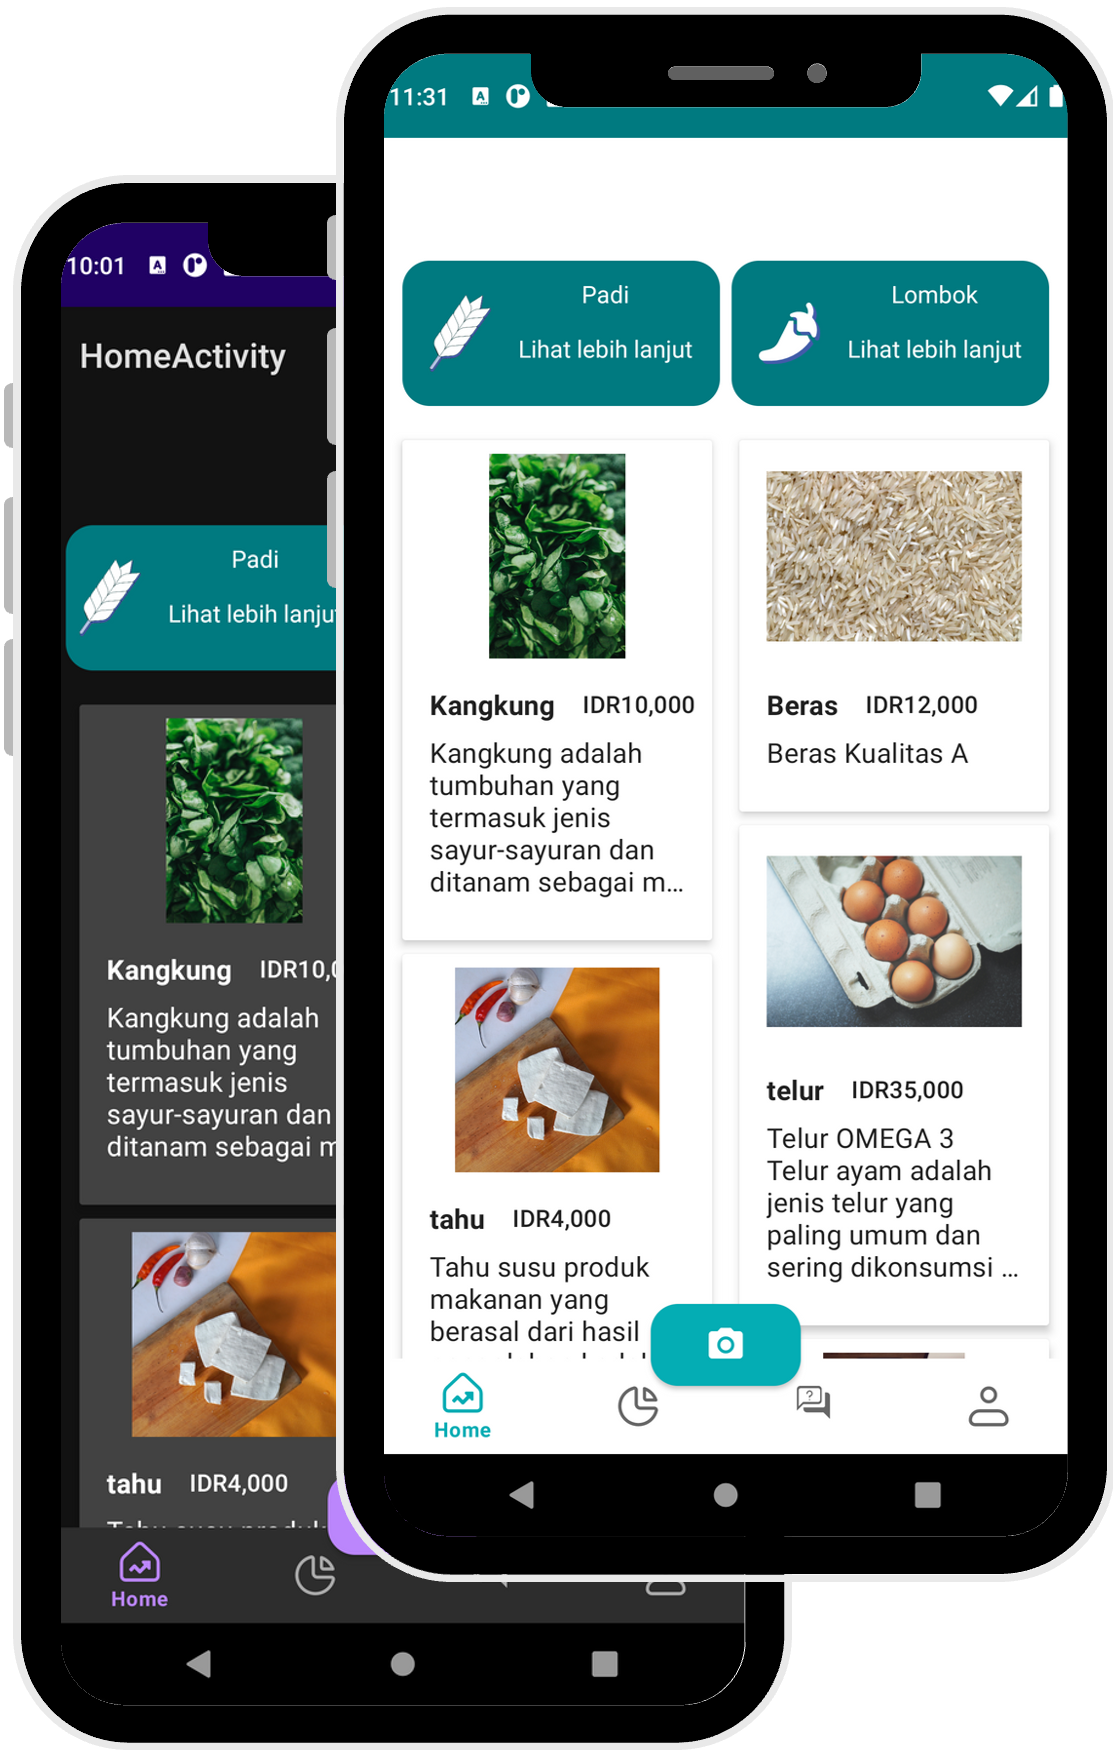 11:31
Padi
Lihat lebih lanjut
Lombok
Lihat lebih lanjut
Kangkung IDR10,000
Kangkung adalah
tumbuhan yang
termasuk jenis
sayur-sayuran dan
ditanam sebagai m...
Beras IDR12,000
Beras Kualitas A
tahu IDR4,000
Tahu susu produk
makanan yang
berasal dari hasil
telur IDR35,000
Telur OMEGA 3
Telur ayam adalah
jenis telur yang
paling umum dan
sering dikonsumsi ...
Home
10:01
HomeActivity
Padi
Lihat lebih lanju
Kangkung IDR10,0
Kangkung adalah
tumbuhan yang
termasuk jenis
sayur-sayuran dan
ditanam sebagai m
tahu IDR4,000
Tahu susu produk
Home